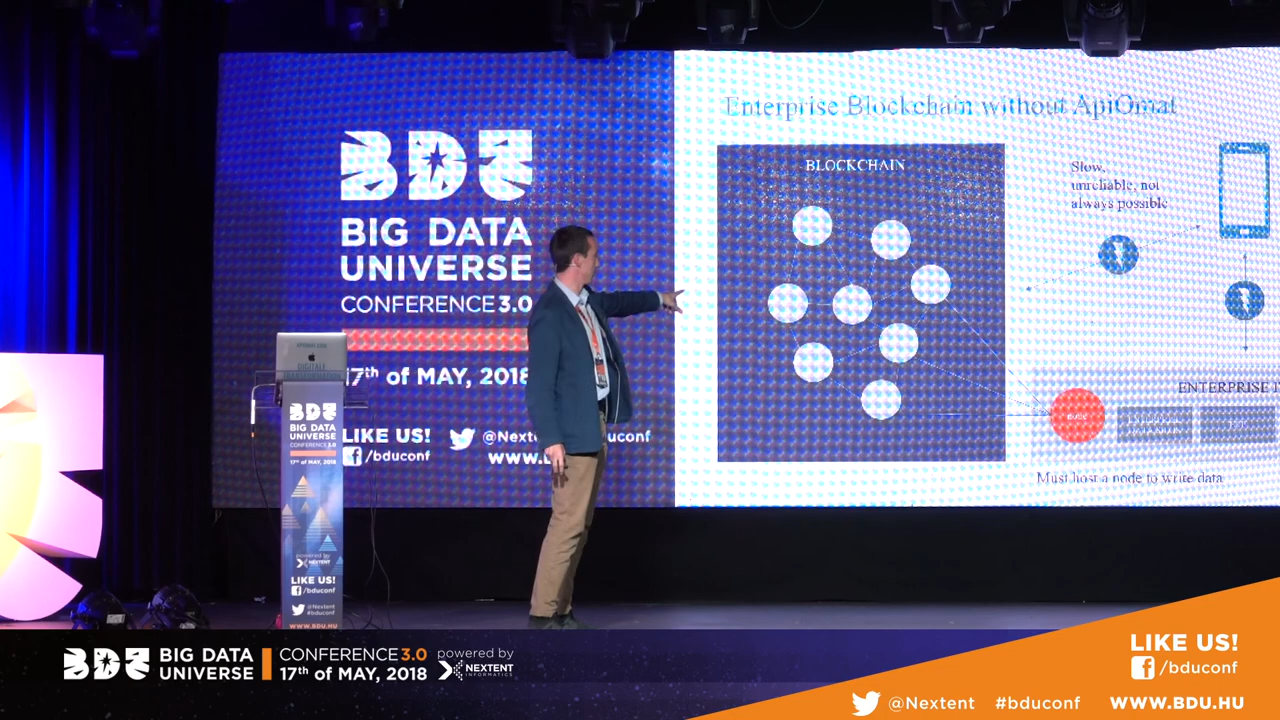 BDU
BIG DATA
UNIVERSE
CONFERENCE 3.0
17th of MAY, 2018
LIKE US!
/bduconf
www.
Enterprise Blockchain without ApiOmat
BLOCKCHAIN
Slow,
unreliable, not
always possible
ENTERPRISE
Must host a node to write data
DIGITALE
BDU
BIG DATA
UNIVERSE
CONFERENCE 3.0
17th of MAY, 2018
powered by
NEXTENT
LIKE US!
/bduconf
@Nextent
#bduconf
WWW.BDU.HU
BDU
BIG DATA
UNIVERSE
CONFERENCE 3.0
17th of MAY, 2018
powered by
NEXTENT
INFORMATICS
LIKE US!
/bduconf
@Nextent #bduconf WWW.BDU.HU